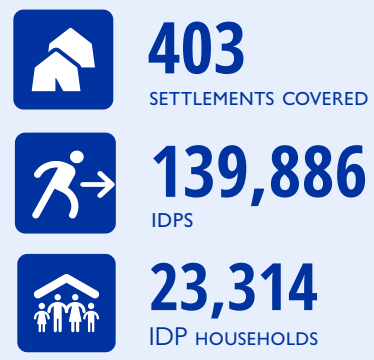 403
SETTLEMENTS COVERED
139,886
IDPS
23,314
IDP HOUSEHOLDS